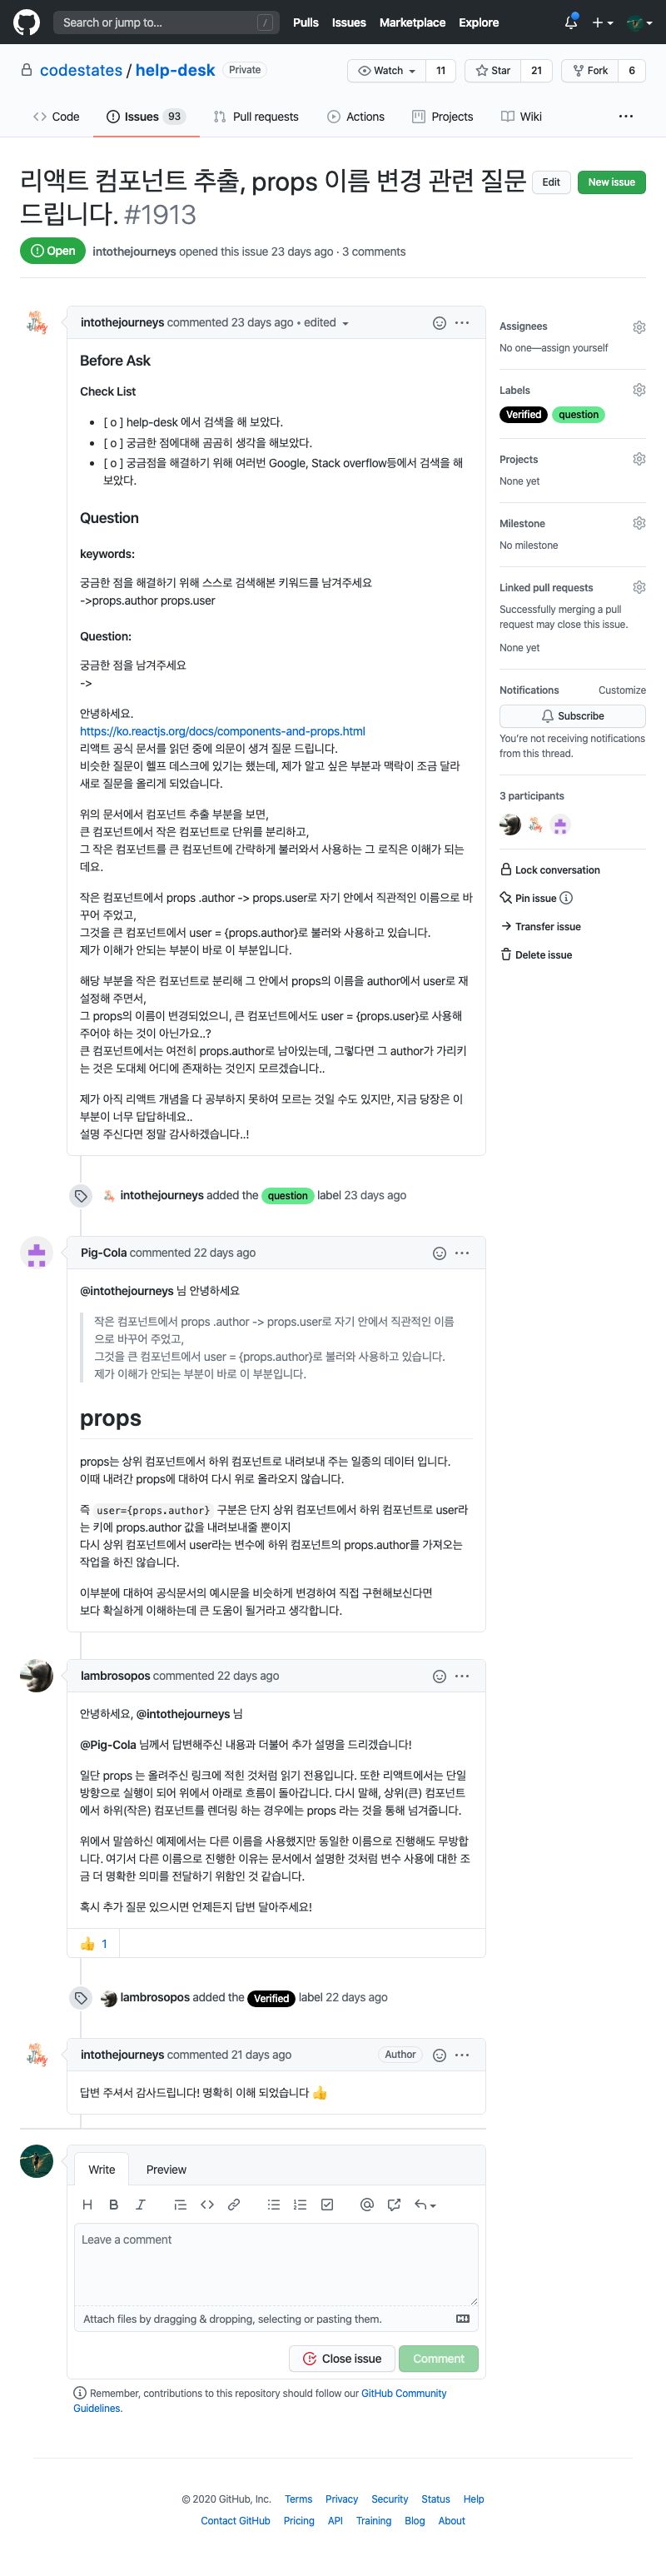 Search or jump to...
/
Pulls Issues Marketplace Explore
codestates / help-desk Private
Watch 11 Star 21 Fork 6
Code Issues 93 Pull requests Actions Projects Wiki
리액트 컴포넌트 추출, props 이름 변경 관련 질문
드립니다. #1913
Edit New issue
Open intothejourneys opened this issue 23 days ago · 3 comments
intothejourneys commented 23 days ago • edited
Before Ask
Check List
• [ o ] help-desk 에서 검색을 해 보았다.
• [ o ] 궁금한 점에대해 곰곰히 생각을 해보았다.
• [ o ] 궁금점을 해결하기 위해 여러번 Google, Stack overflow등에서 검색을 해
보았다.
Question
keywords:
궁금한 점을 해결하기 위해 스스로 검색해본 키워드를 남겨주세요
->props.author props.user
Question:
궁금한 점을 남겨주세요
->
안녕하세요.
https://ko.reactjs.org/docs/components-and-props.html
리액트 공식 문서를 읽던 중에 의문이 생겨 질문 드립니다.
비슷한 질문이 헬프 데스크에 있기는 했는데, 제가 알고 싶은 부분과 맥락이 조금 달라
새로 질문을 올리게 되었습니다.
위의 문서에서 컴포넌트 추출 부분을 보면,
큰 컴포넌트에서 작은 컴포넌트로 단위를 분리하고,
그 작은 컴포넌트를 큰 컴포넌트에 간략하게 불러와서 사용하는 그 로직은 이해가 되는
데요.
작은 컴포넌트에서 props .author -> props.user로 자기 안에서 직관적인 이름으로 바
꾸어 주었고,
그것을 큰 컴포넌트에서 user = {props.author}로 불러와 사용하고 있습니다.
제가 이해가 안되는 부분이 바로 이 부분입니다.
해당 부분을 작은 컴포넌트로 분리해 그 안에서 props의 이름을 author에서 user로 재
설정해 주면서,
그 props의 이름이 변경되었으니, 큰 컴포넌트에서도 user = {props.user}로 사용해
주어야 하는 것이 아닌가요..?
큰 컴포넌트에서는 여전히 props.author로 남아있는데, 그렇다면 그 author가 가리키
는 것은 도대체 어디에 존재하는 것인지 모르겠습니다..
제가 아직 리액트 개념을 다 공부하지 못하여 모르는 것일 수도 있지만, 지금 당장은 이
부분이 너무 답답하네요..
설명 주신다면 정말 감사하겠습니다..!
intothejourneys added the question label 23 days ago
Pig-Cola commented 22 days ago
@intothejourneys 님 안녕하세요
작은 컴포넌트에서 props .author -> props.user로 자기 안에서 직관적인 이름
으로 바꾸어 주었고,
그것을 큰 컴포넌트에서 user = {props.author}로 불러와 사용하고 있습니다.
제가 이해가 안되는 부분이 바로 이 부분입니다.
props
props는 상위 컴포넌트에서 하위 컴포넌트로 내려보내 주는 일종의 데이터 입니다.
이때 내려간 props에 대하여 다시 위로 올라오지 않습니다.
즉 user={props.author} 구분은 단지 상위 컴포넌트에서 하위 컴포넌트로 user라
는 키에 props.author 값을 내려보내줄 뿐이지
다시 상위 컴포넌트에서 user라는 변수에 하위 컴포넌트의 props.author를 가져오는
작업을 하진 않습니다.
이부분에 대하여 공식문서의 예시문을 비슷하게 변경하여 직접 구현해보신다면
보다 확실하게 이해하는데 큰 도움이 될거라고 생각합니다.
lambrosopos commented 22 days ago
안녕하세요, @intothejourneys 님
@Pig-Cola 님께서 답변해주신 내용과 더불어 추가 설명을 드리겠습니다!
일단 props 는 올려주신 링크에 적힌 것처럼 읽기 전용입니다. 또한 리액트에서는 단일
방향으로 실행이 되어 위에서 아래로 흐름이 돌아갑니다. 다시 말해, 상위(큰) 컴포넌트
에서 하위(작은) 컴포넌트를 렌더링 하는 경우에는 props 라는 것을 통해 넘겨줍니다.
위에서 말씀하신 예제에서는 다른 이름을 사용했지만 동일한 이름으로 진행해도 무방합
니다. 여기서 다른 이름으로 진행한 이유는 문서에서 설명한 것처럼 변수 사용에 대한 조
금 더 명확한 의미를 전달하기 위함인 것 같습니다.
혹시 추가 질문 있으시면 언제든지 답변 달아주세요!
👍 1
lambrosopos added the Verified label 22 days ago
intothejourneys commented 21 days ago Author
답변 주셔서 감사드립니다! 명확히 이해 되었습니다 👍
Write Preview
Leave a comment
Attach files by dragging & dropping, selecting or pasting them.
Close issue Comment
Remember, contributions to this repository should follow our GitHub Community
Guidelines.
Assignees
No one—assign yourself
Labels
Verified question
Projects
None yet
Milestone
No milestone
Linked pull requests
Successfully merging a pull
request may close this issue.
None yet
Notifications Customize
Subscribe
You're not receiving notifications
from this thread.
3 participants
Lock conversation
Pin issue
Transfer issue
Delete issue
© 2020 GitHub, Inc. Terms Privacy Security Status Help
Contact GitHub Pricing API Training Blog About